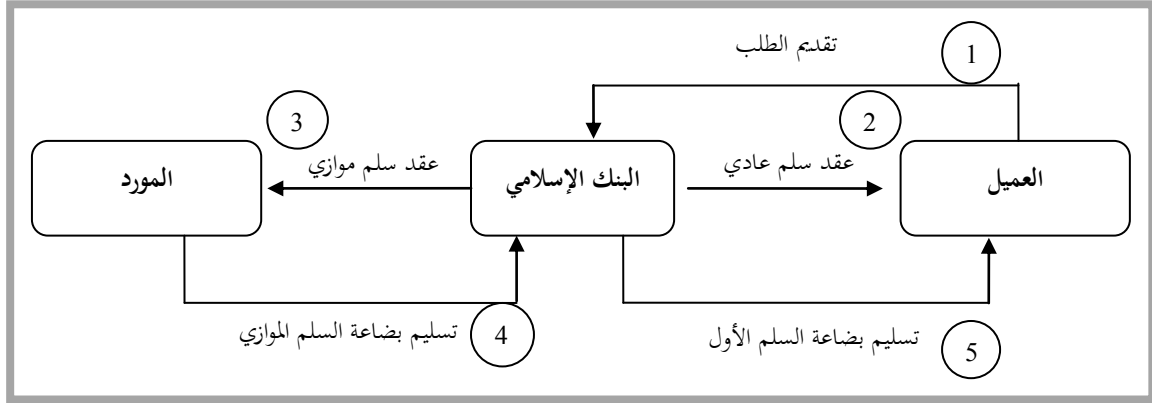 تقديم الطلب
1
2
3
عقد سلم عادي
عقد سلم موازي
العميل
البنك الإسلامي
المورد
تسليم بضاعة السلم الموازي
4
تسليم بضاعة السلم الأول
5